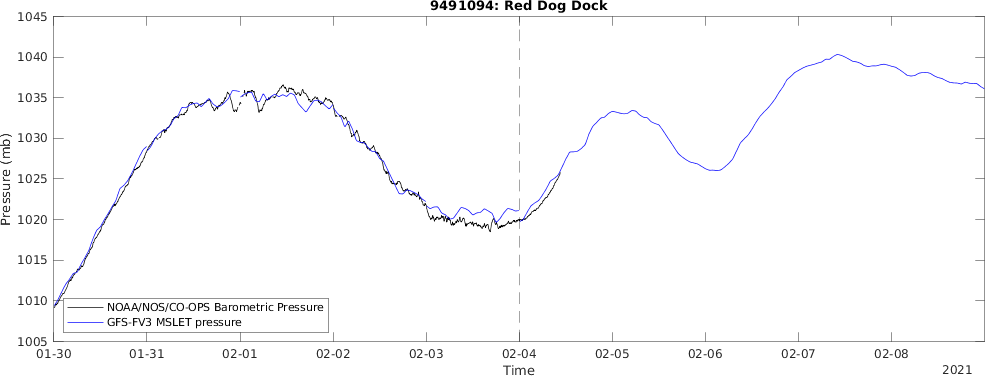 9491094: Red Dog Dock
Pressure (mb)
1045
1040
1035
1030
1025
1020
1015
1010
1005
NOAA/NOS/CO-OPS Barometric Pressure
GFS-FV3 MSLET pressure
01-30 01-31 02-01 02-02 02-03 02-04 02-05 02-06 02-07 02-08
Time
2021